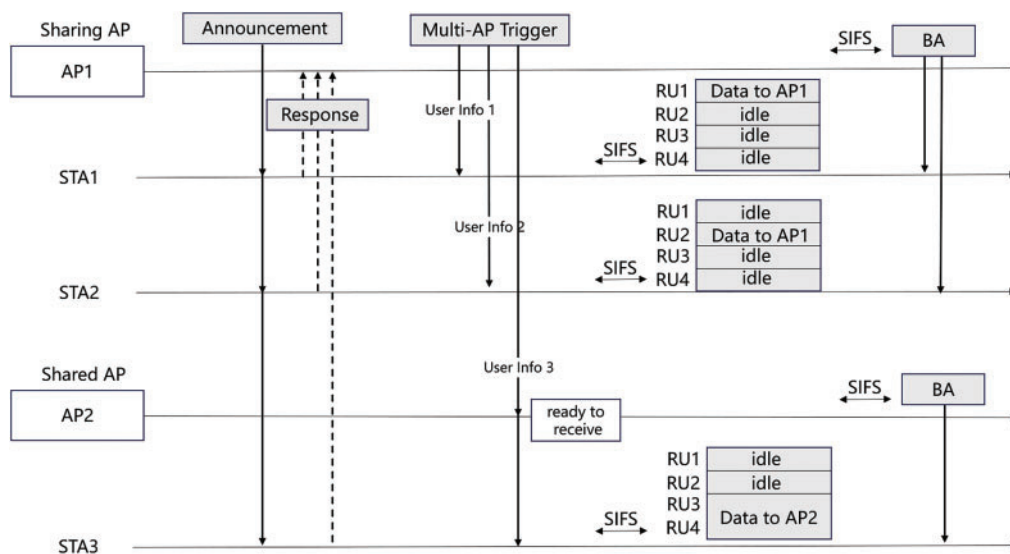 Sharing AP
Announcement
Multi-AP Trigger
SIFS
BA
AP1
Response
User Info 1
RU1 Data to AP1
RU2 idle
RU3 idle
SIFS
RU4 idle
STA1
User Info 2
RU1 idle
RU2 Data to AP1
RU3 idle
SIFS
RU4 idle
STA2
User Info 3
Shared AP
SIFS
BA
AP2
ready to
receive
RU1 idle
RU2 idle
RU3
Data to AP2
SIFS
RU4
STA3